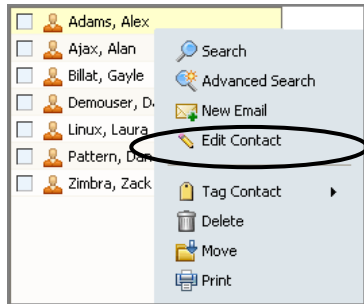 Adams, Alex
Ajax, Alan
Billat, Gayle
Demouser, D
Linux, Laura
Pattern, Dan
Zimbra, Zack
Search
Advanced Search
New Email
Edit Contact
Tag Contact
Delete
Move
Print